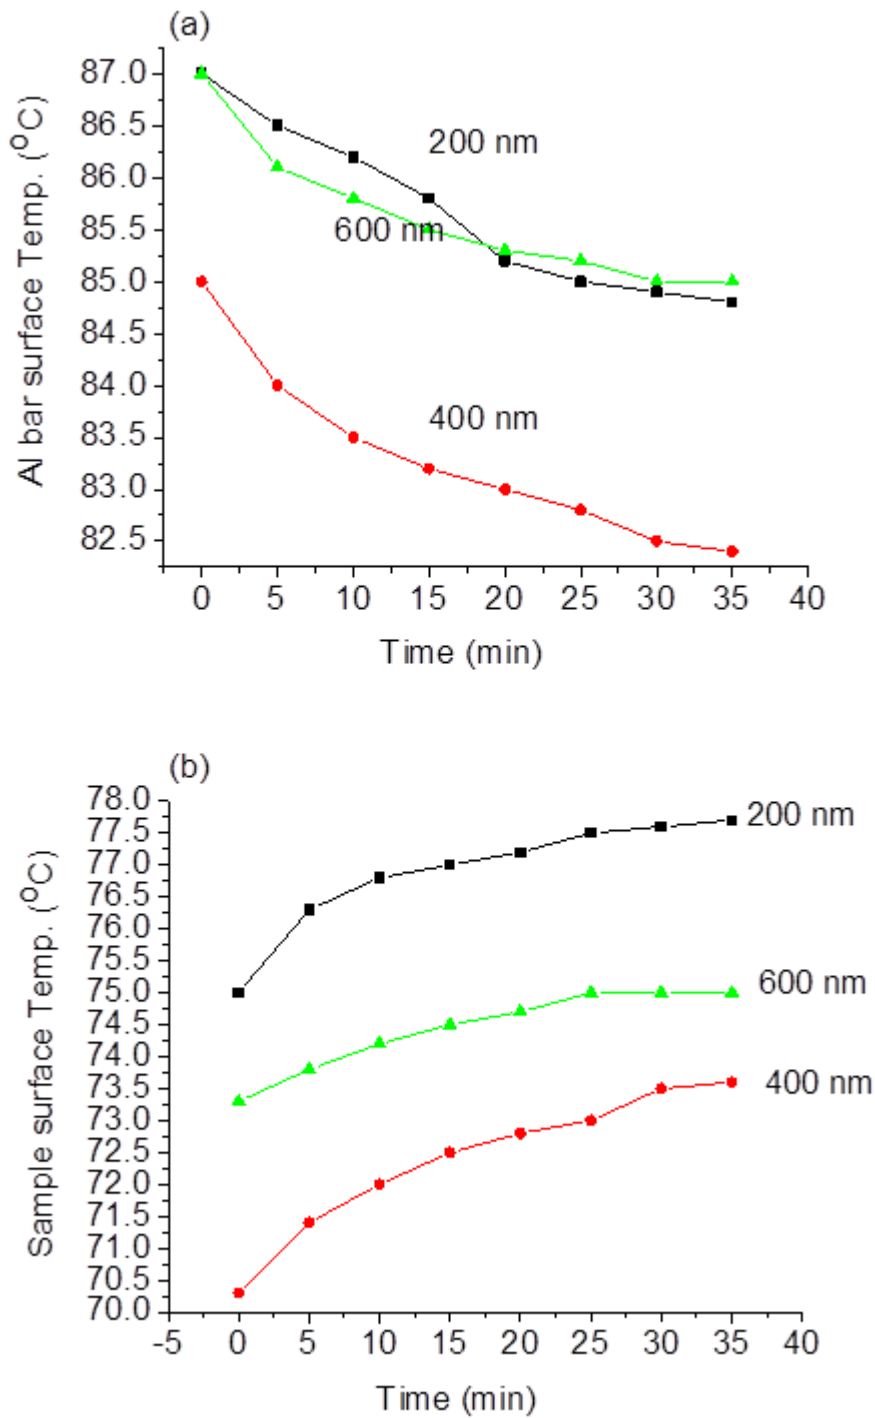 (a)
87.0
86.5
86.0
85.5
85.0
84.5
84.0
83.5
83.0
82.5
Al bar surface Temp. (ºC)
200 nm
600 nm
400 nm
0 5 10 15 20 25 30 35 40
Time (min)
(b)
78.0
77.5
77.0
76.5
76.0
75.5
75.0
74.5
74.0
73.5
73.0
72.5
72.0
71.5
71.0
70.5
70.0
Sample surface Temp. (ºC)
200 nm
600 nm
400 nm
-5 0 5 10 15 20 25 30 35 40
Time (min)